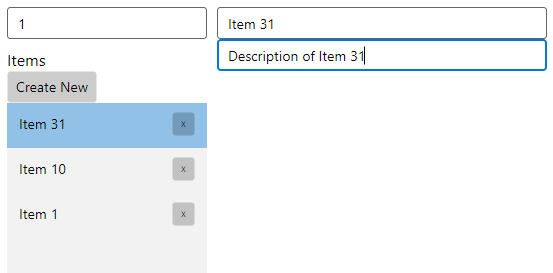 1
Items
Create New
Item 31
x
Item 10
x
Item 1
x
Item 31
Description of Item 31